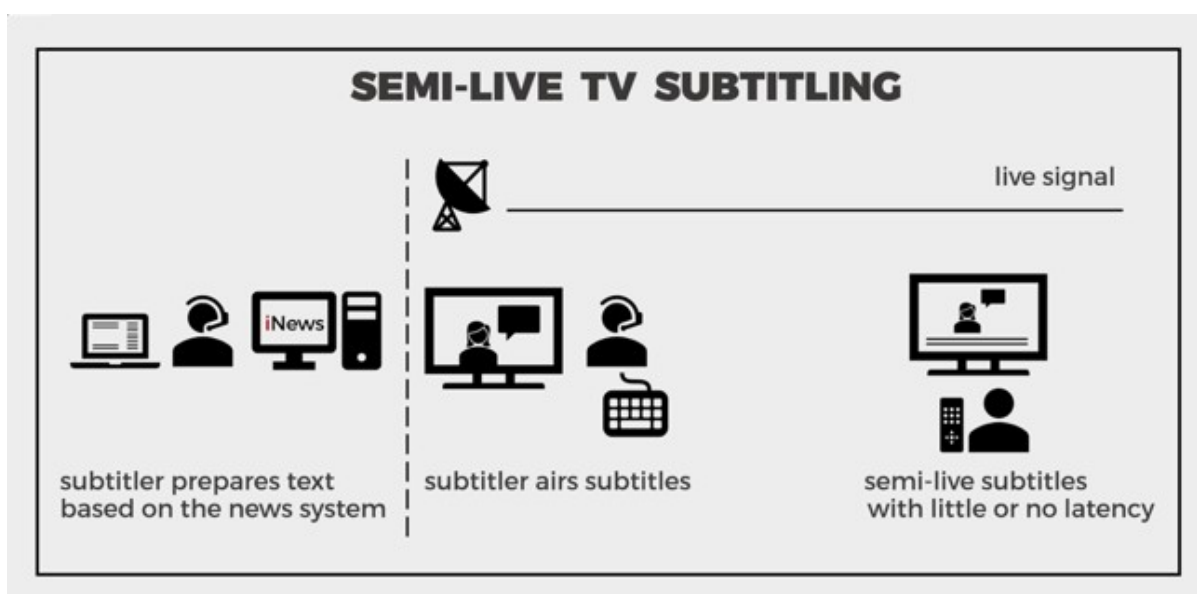 SEMI-LIVE TV SUBTITLING
live signal
iNews
subtitler prepares text
based on the news system
subtitler airs subtitles
semi-live subtitles
with little or no latency